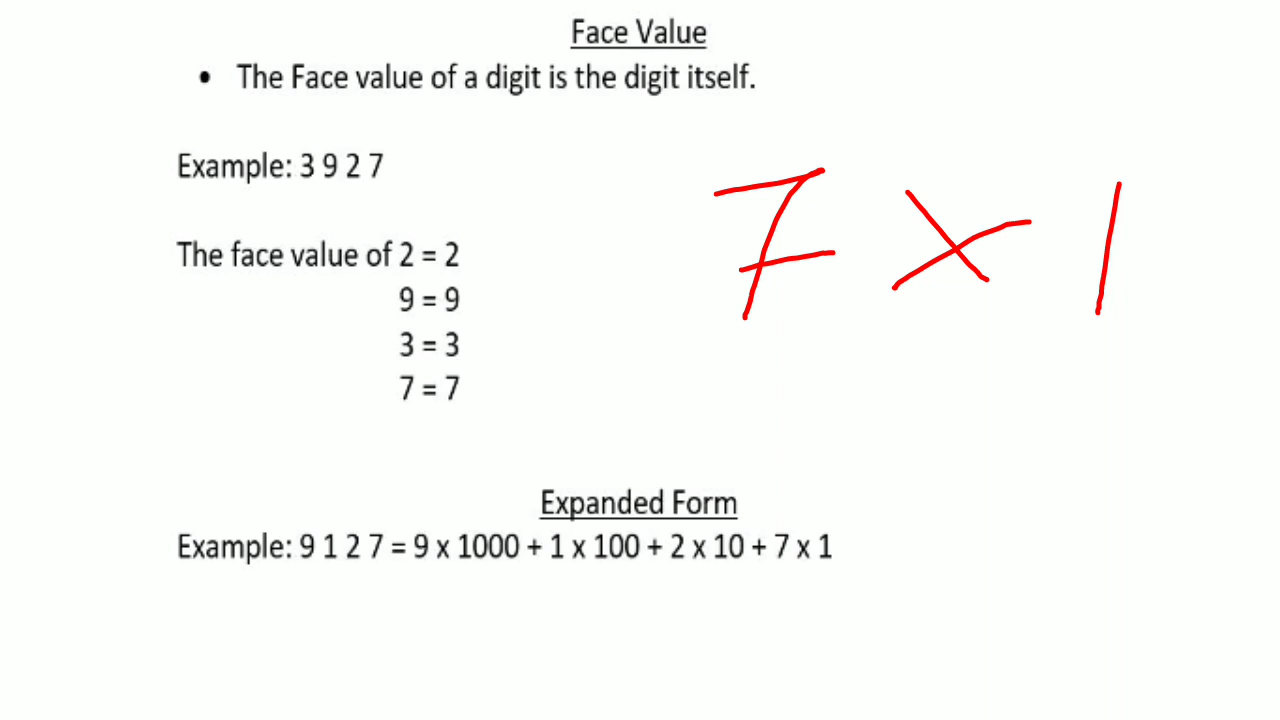 Face Value
• The Face value of a digit is the digit itself.
Example: 3 9 2 7
7 x 1
The face value of 2 = 2
9 = 9
3 = 3
7 = 7
Expanded Form
Example: 9 1 2 7 = 9 x 1000 + 1 x 100 + 2 x 10 + 7 x 1